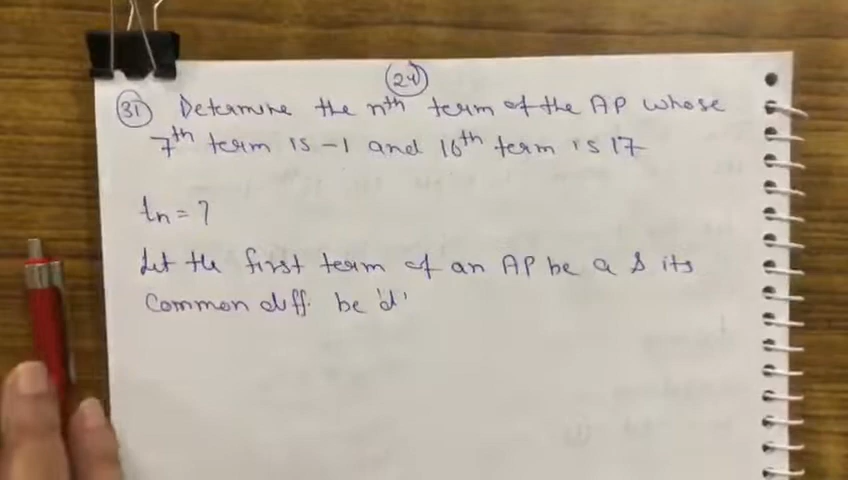 24
31 Determine the nth term of the AP whose
7th term is -1 and 16th term is 17
tn = ?
Let the first term of an AP be a & its
common diff. be 'd'